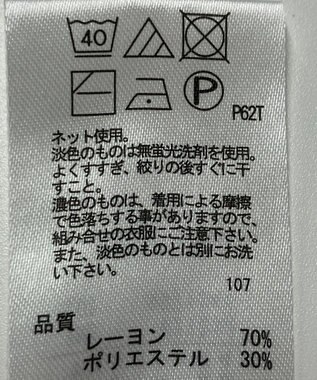 40
P
P62T
ネット使用。
淡色のものは無蛍光洗剤を使用。
よくすすぎ、絞りの後すぐに干
すこと。
濃色のものは、着用による摩擦
で色落ちする事がありますので、
組み合せの衣服にご注意下さい。
また、淡色のものとは別にお洗
い下さい。
107
品質
レーヨン 70%
ポリエステル 30%